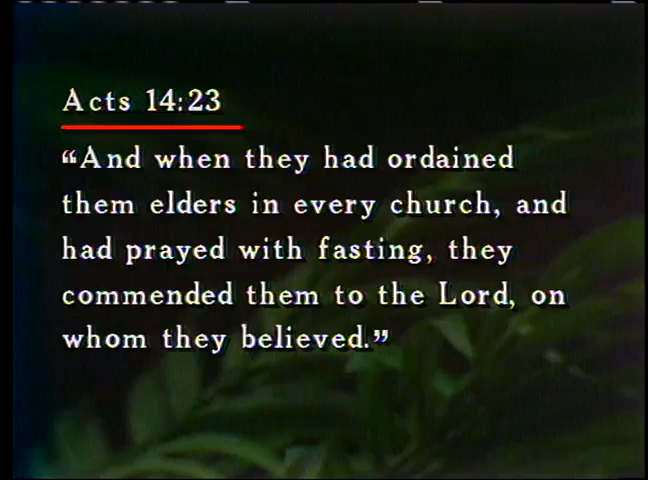 Acts 14:23
“And when they had ordained
them elders in every church, and
had prayed with fasting, they
commended them to the Lord, on
whom they believed.”